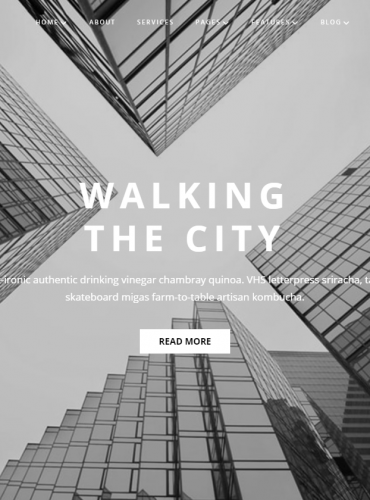 HOME ABOUT SERVICES PAGES FEATURES BLOG
WALKING
THE CITY
-ironic authentic drinking vinegar chambray quinoa. VHS letterpress sriracha, ta
skateboard migas farm-to-table artisan kombucha.
READ MORE